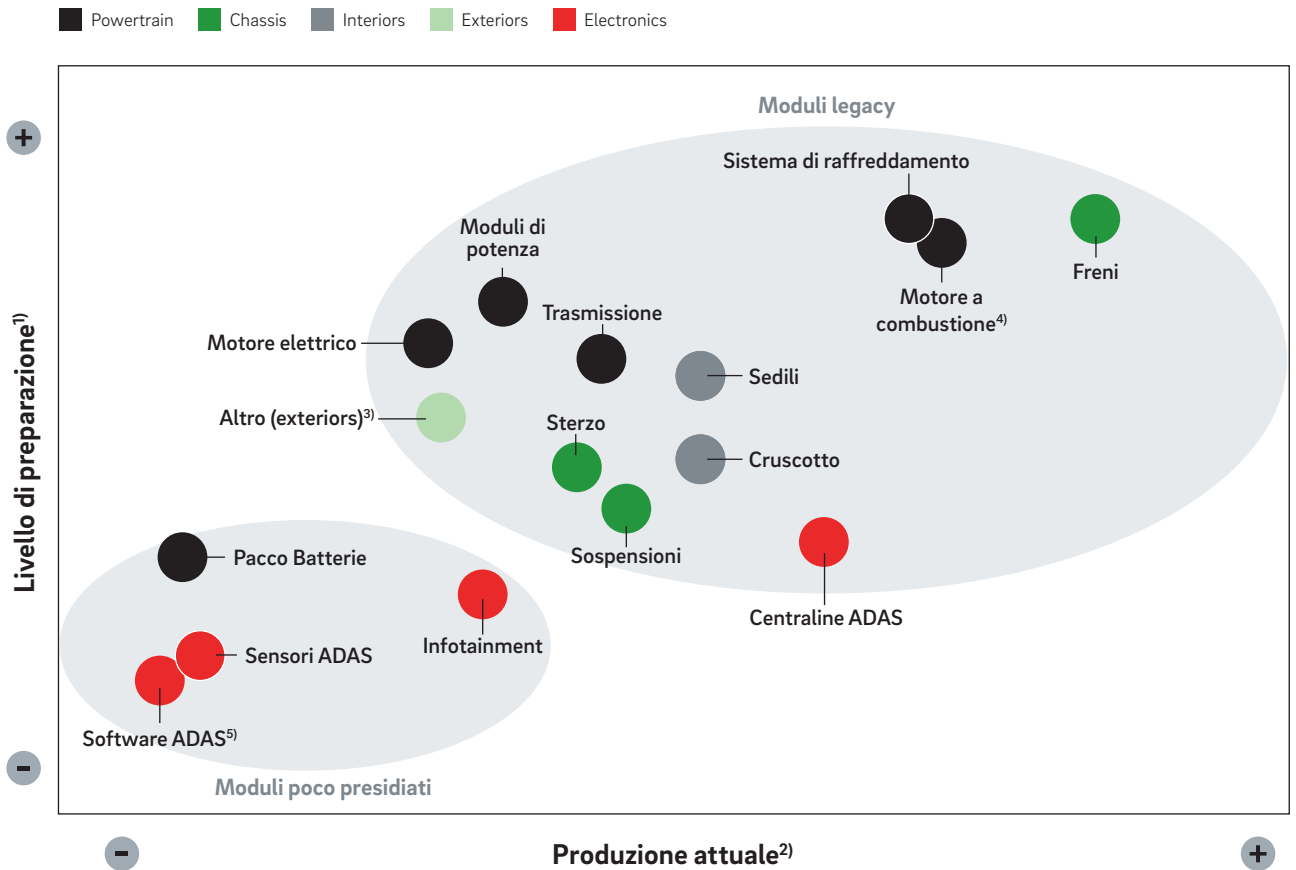 Powertrain Chassis Interiors Exteriors Electronics
Moduli legacy
+
Sistema di raffreddamento
Moduli di
potenza
Freni
Motore a
combustione4)
Trasmissione
Motore elettrico
Sedili
Altro (exteriors)3)
Sterzo
Cruscotto
Livello di preparazione1)
Sospensioni
Pacco Batterie
Centraline ADAS
Infotainment
Sensori ADAS
Software ADAS5)
-
Moduli poco presidiati
-
Produzione attuale2)
+